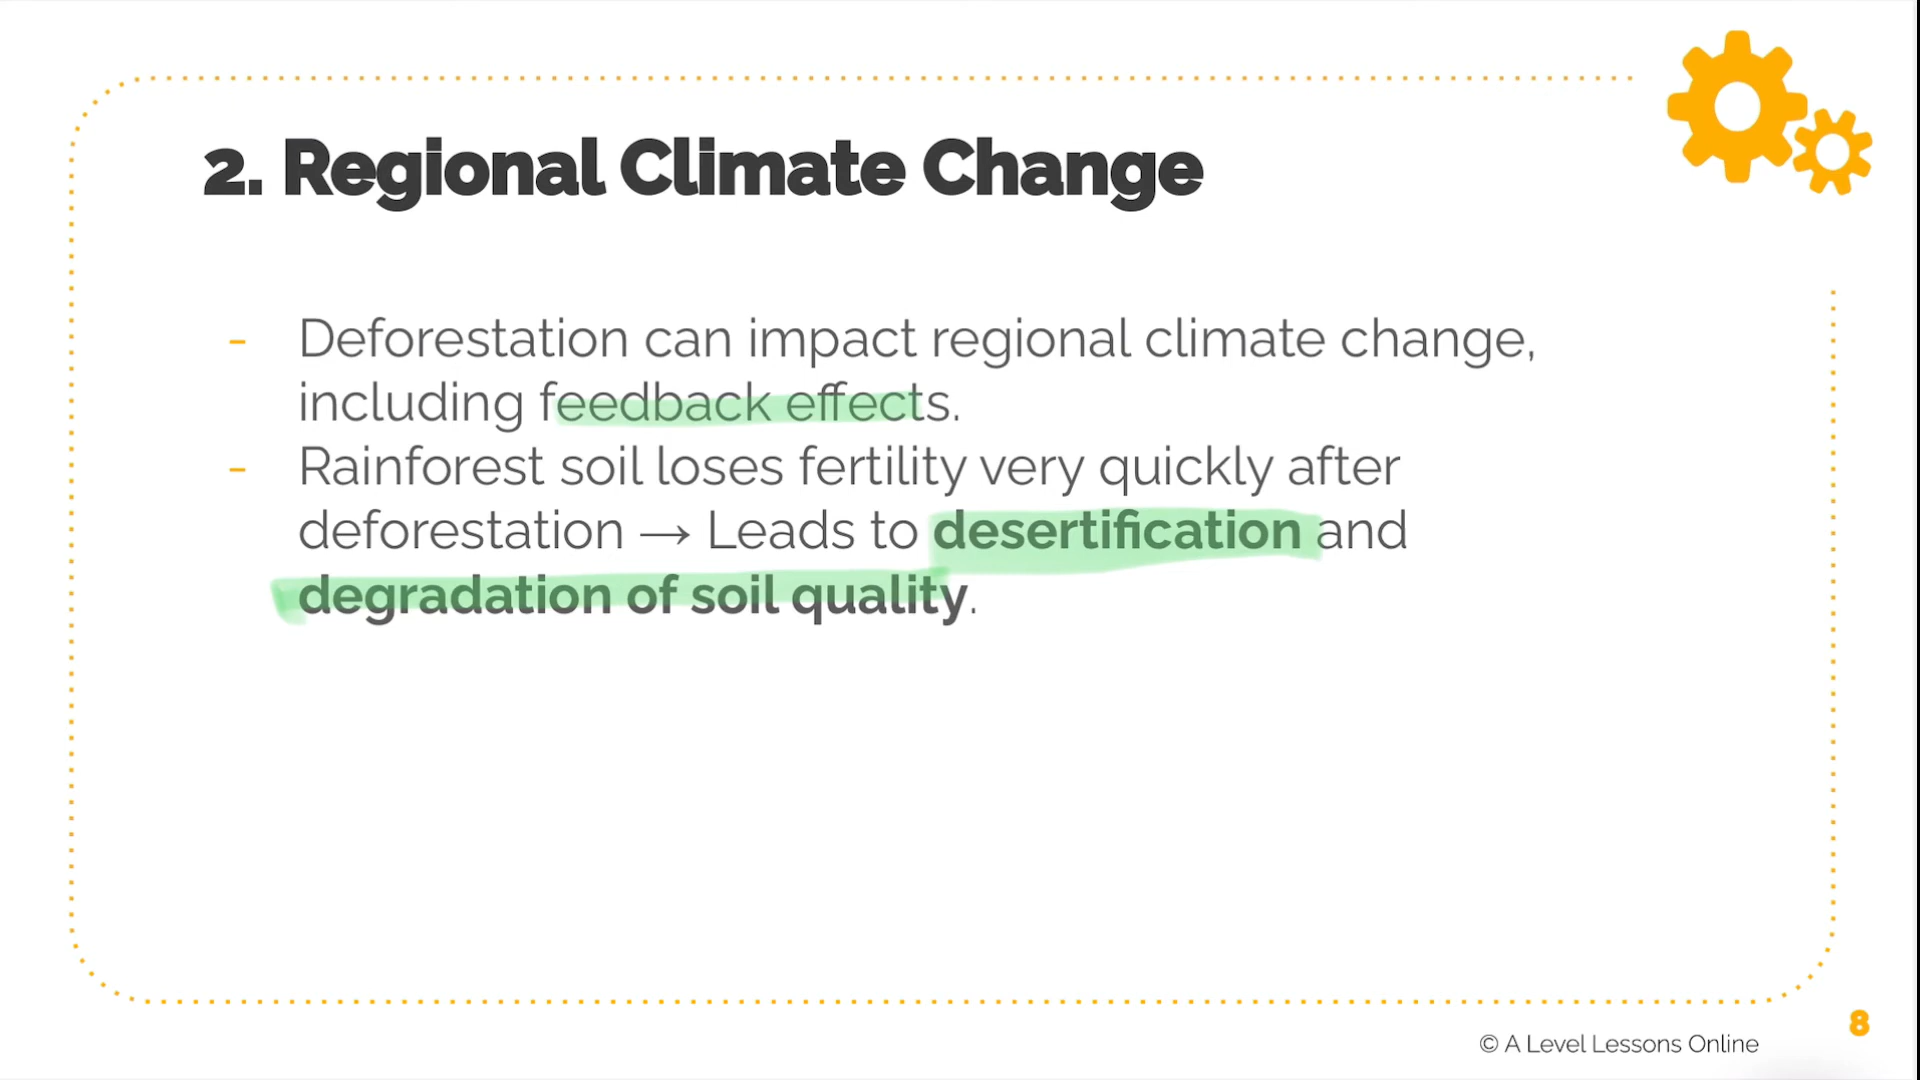 2. Regional Climate Change
- Deforestation can impact regional climate change,
including feedback effects.
- Rainforest soil loses fertility very quickly after
deforestation → Leads to desertification and
degradation of soil quality.
© A Level Lessons Online
8